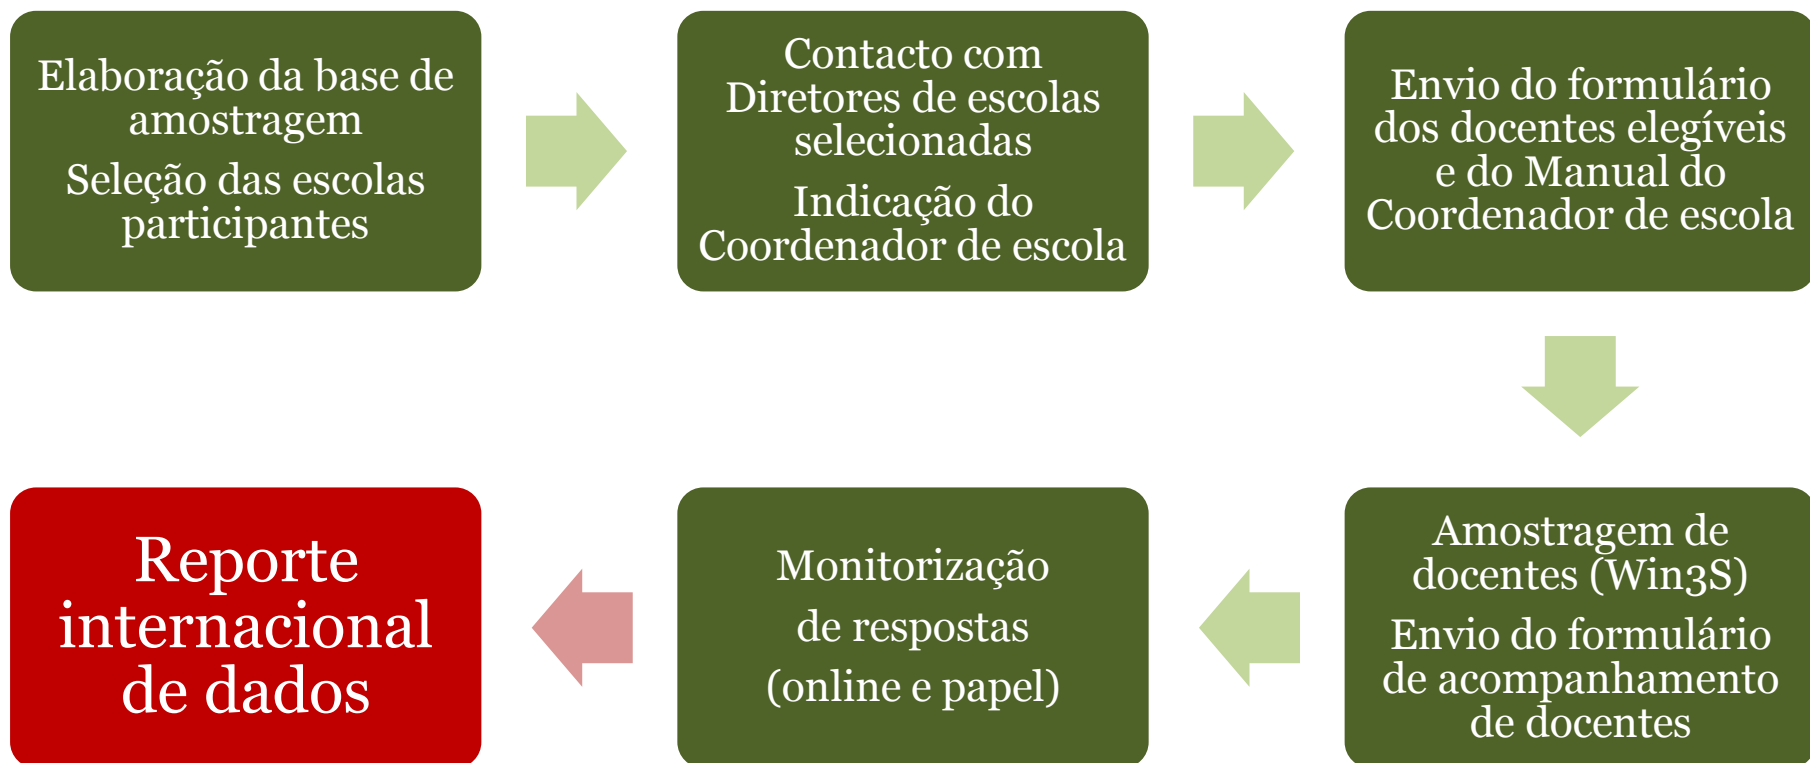 Elaboração da base de
amostragem
Seleção das escolas
participantes
Contacto com
Diretores de escolas
selecionadas
Indicação do
Coordenador de escola
Envio do formulário
dos docentes elegíveis
e do Manual do
Coordenador de escola
Amostragem de
docentes (Win3S)
Envio do formulário
de acompanhamento
de docentes
Monitorização
de respostas
(online e papel)
Reporte
internacional
de dados